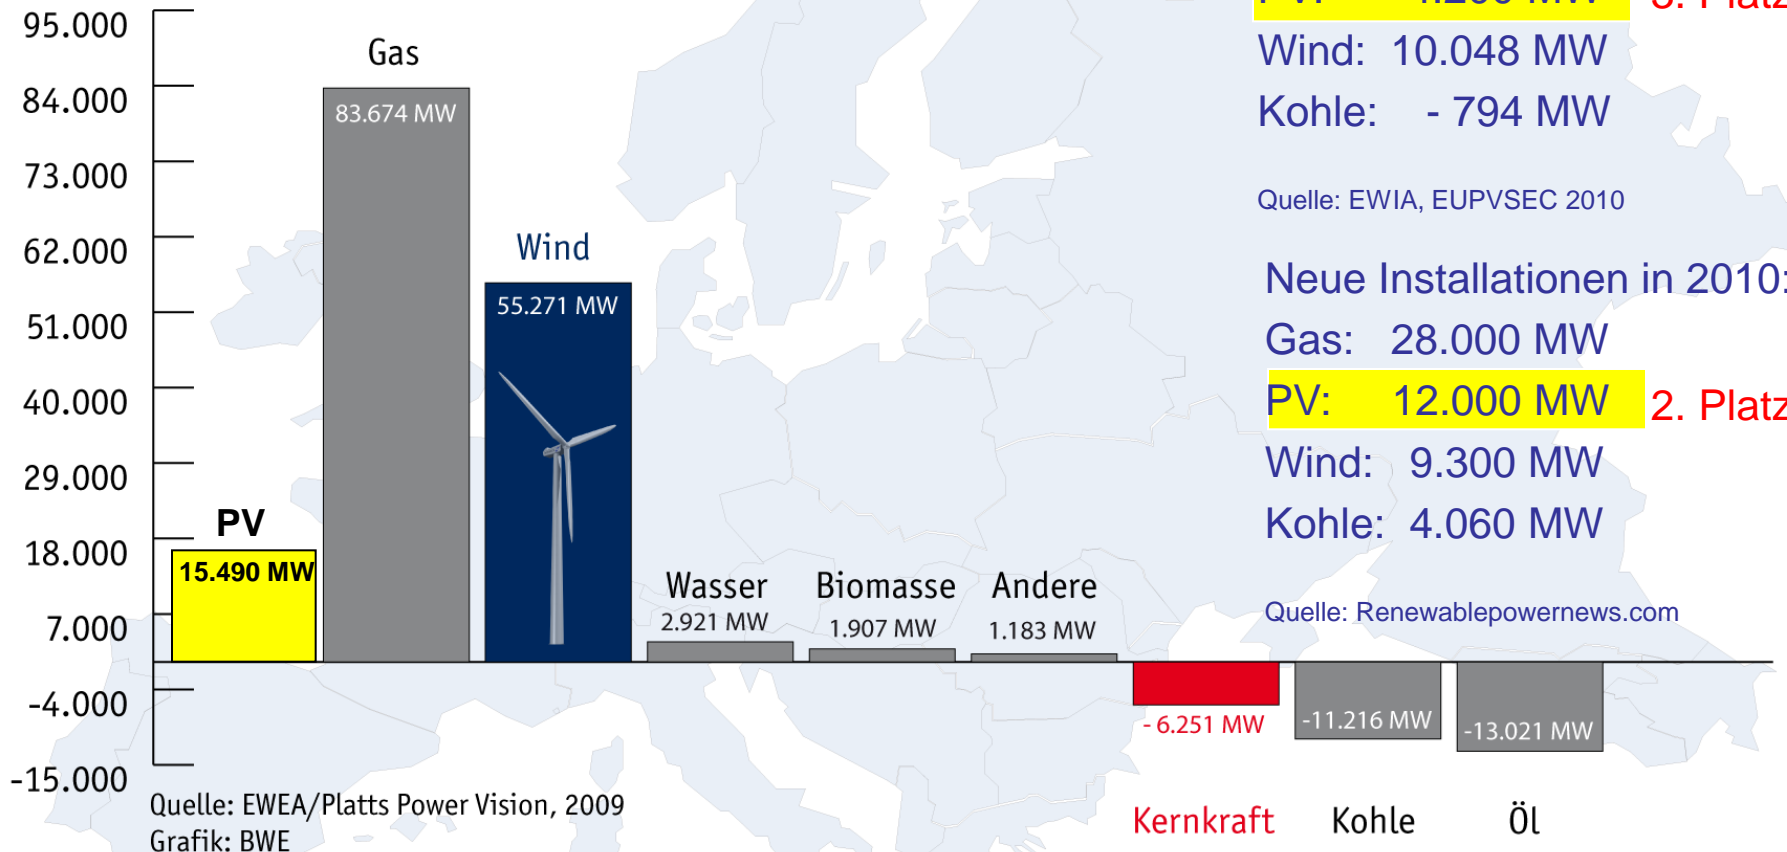 95.000
84.000
73.000
62.000
51.000
40.000
29.000
18.000
7.000
-4.000
-15.000
PV
15.490 MW
Gas
83.674 MW
Wind
55.271 MW
Wasser
2.921 MW
Biomasse
1.907 MW
Andere
1.183 MW
- 6.251 MW
Kernkraft
-11.216 MW
Kohle
-13.021 MW
Öl
Quelle: EWEA/Platts Power Vision, 2009
Grafik: BWE
Wind: 10.048 MW
Kohle: - 794 MW
Quelle: EWIA, EUPVSEC 2010
Neue Installationen in 2010:
Gas: 28.000 MW
PV: 12.000 MW 2. Platz
Wind: 9.300 MW
Kohle: 4.060 MW
Quelle: Renewablepowernews.com